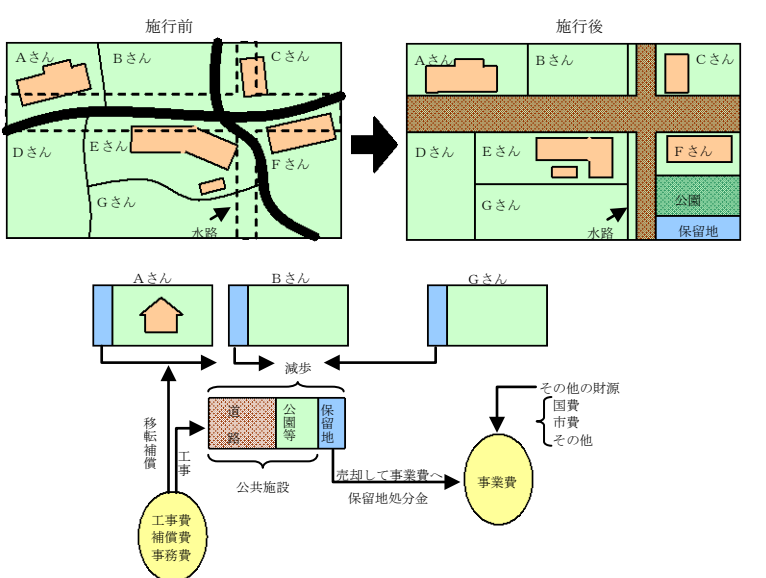 施行前
施行後
Aさん
Bさん
Cさん
Dさん
Eさん
Fさん
Gさん
水路
Aさん
Bさん
Cさん
Dさん
Eさん
Fさん
Gさん
公園
水路
保留地
Aさん
Bさん
Gさん
減歩
道路
公園等
保留地
公共施設
移転補償
工事
売却して事業費へ
保留地処分金
その他の財源
国費
市費
その他
事業費
工事費
補償費
事務費